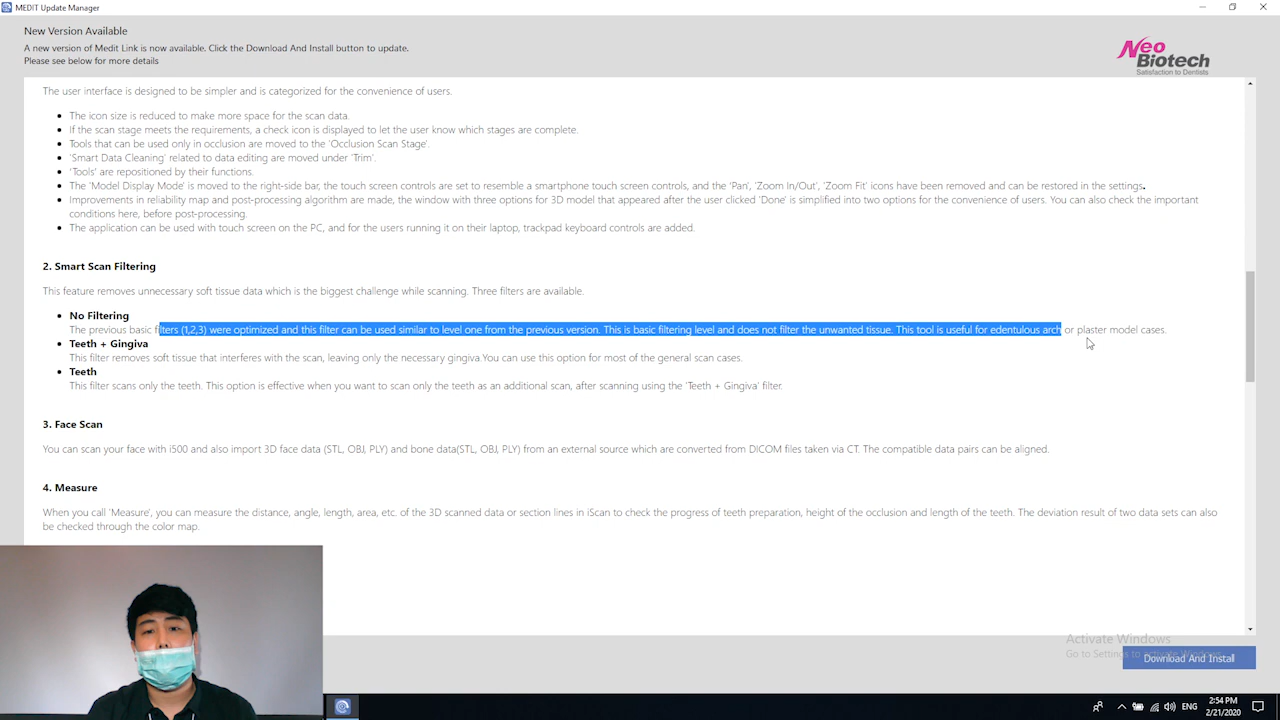 MEDIT Update Manager
New Version Available
A new version of Medit Link is now available. Click the Download And Install button to update.
Please see below for more details
Neo
Biotech
Satisfaction to Dentists
The user interface is designed to be simpler and is categorized for the convenience of users.
The icon size is reduced to make more space for the scan data.
If the scan stage meets the requirements, a check icon is displayed to let the user know which stages are complete.
Tools that can be used only in occlusion are moved to the 'Occlusion Scan Stage'.
'Smart Data Cleaning' related to data editing are moved under 'Trim'.
'Tools' are repositioned by their functions.
The 'Model Display Mode' is moved to the right-side bar, the touch screen controls are set to resemble a smartphone touch screen controls, and the 'Pan', 'Zoom In/Out', 'Zoom Fit' icons have been removed and can be restored in the settings.
Improvements in reliability map and post-processing algorithm are made, the window with three options for 3D model that appeared after the user clicked 'Done' is simplified into two options for the convenience of users. You can also check the important
conditions here, before post-processing.
The application can be used with touch screen on the PC, and for the users running it on their laptop, trackpad keyboard controls are added.
2. Smart Scan Filtering
This feature removes unnecessary soft tissue data which is the biggest challenge while scanning. Three filters are available.
No Filtering
The previous basic filters (1,2,3) were optimized and this filter can be used similar to level one from the previous version. This is basic filtering level and does not filter the unwanted tissue. This tool is useful for edentulous arch or plaster model cases.
Teeth + Gingiva
This filter removes soft tissue that interferes with the scan, leaving only the necessary gingiva.You can use this option for most of the general scan cases.
Teeth
This filter scans only the teeth. This option is effective when you want to scan only the teeth as an additional scan, after scanning using the 'Teeth + Gingiva' filter.
3. Face Scan
You can scan your face with i500 and also import 3D face data (STL, OBJ, PLY) and bone data(STL, OBJ, PLY) from an external source which are converted from DICOM files taken via CT. The compatible data pairs can be aligned.
4. Measure
When you call 'Measure', you can measure the distance, angle, length, area, etc. of the 3D scanned data or section lines in iScan to check the progress of teeth preparation, height of the occlusion and length of the teeth. The deviation result of two data sets can also
be checked through the color map.
Activate Windows
Go to Settings to activate Windows.
Download And Install
ENG
2:54 PM
2/21/2020